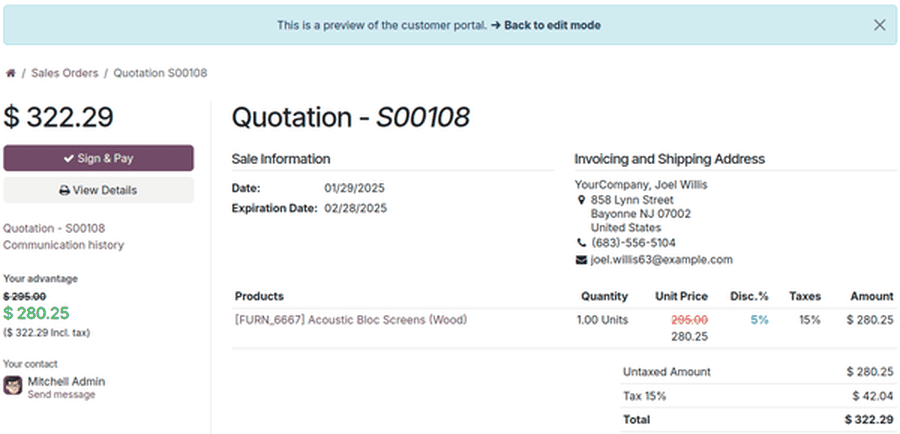 This is a preview of the customer portal. → Back to edit mode
/ Sales Orders / Quotation S00108
$ 322.29
Sign & Pay
View Details
Quotation - S00108
Communication history
Your advantage
$ 295.00
$ 280.25
($ 322.29 Incl. tax)
Your contact
Mitchell Admin
Send message
Quotation - S00108
Sale Information
Date: 01/29/2025
Expiration Date: 02/28/2025
Invoicing and Shipping Address
YourCompany, Joel Willis
858 Lynn Street
Bayonne NJ 07002
United States
(683)-556-5104
joel.willis63@example.com
Products Quantity Unit Price Disc.% Taxes Amount
[FURN_6667] Acoustic Bloc Screens (Wood) 1.00 Units 295.00 5% 15% $ 280.25
280.25
Untaxed Amount $ 280.25
Tax 15% $ 42.04
Total $ 322.29